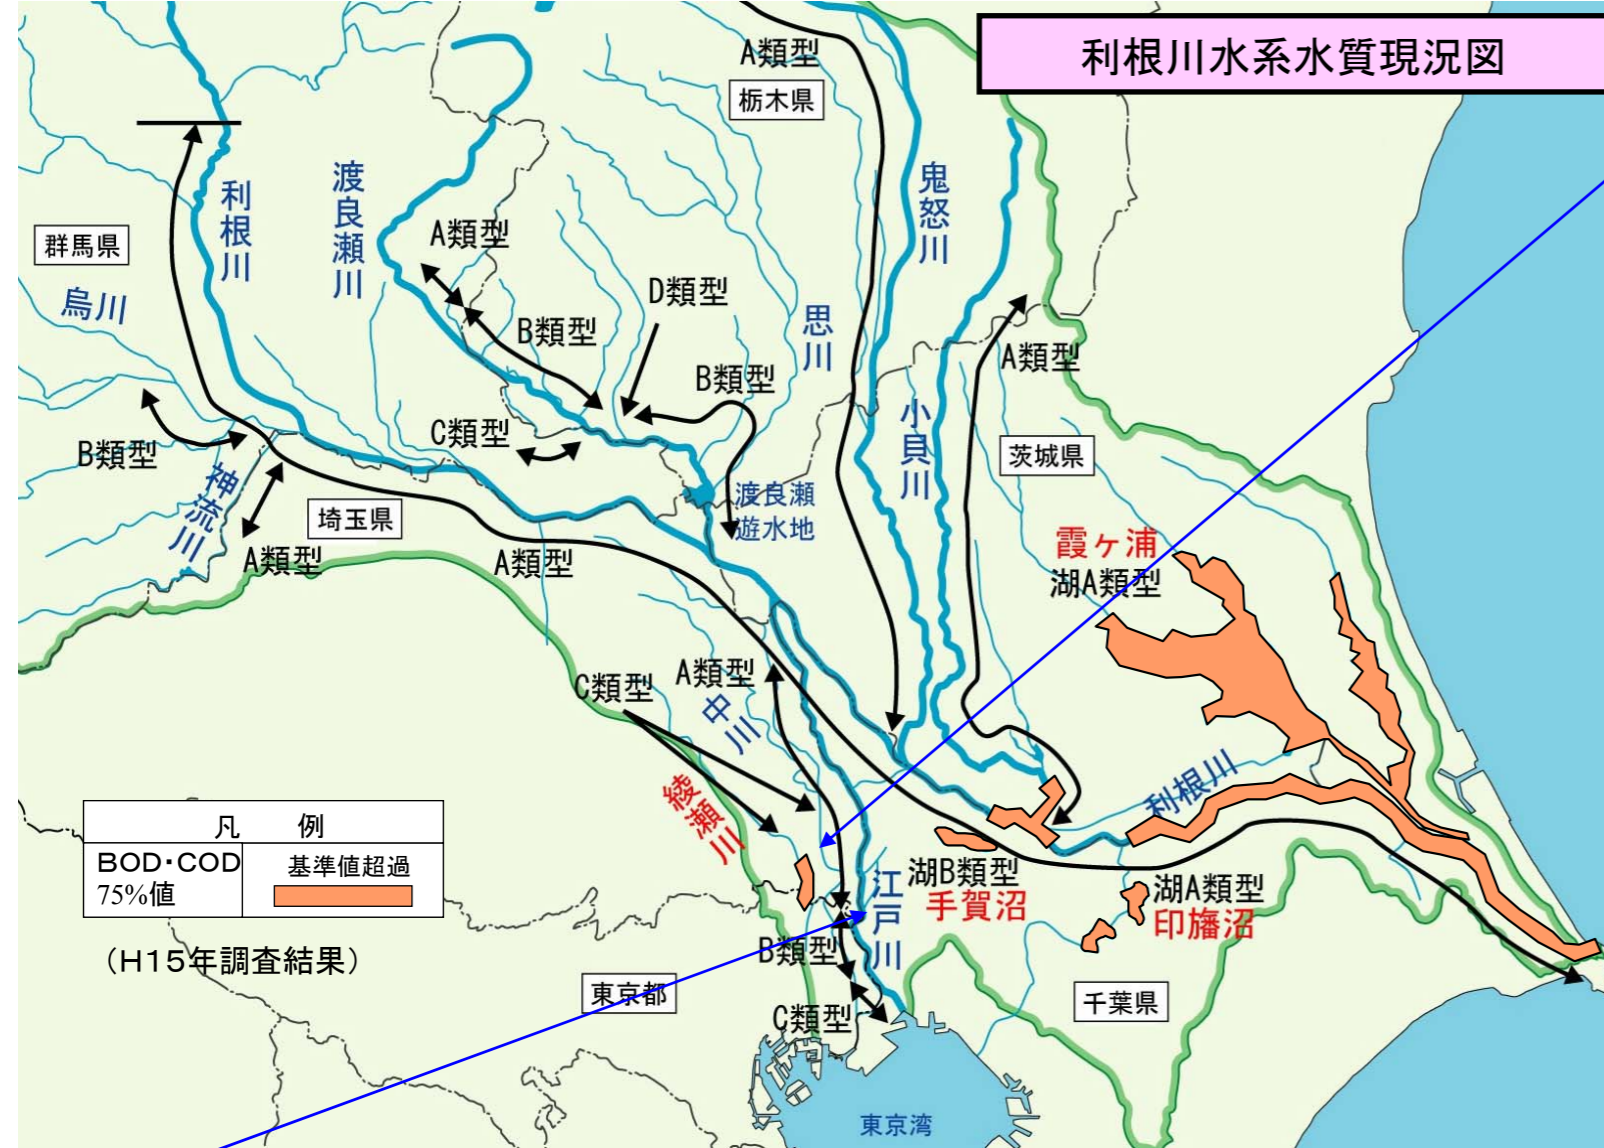 利根川水系水質現況図
A類型
栃木県
利根川
渡良瀬川
鬼怒川
群馬県
A類型
烏川
D類型
思川
B類型
A類型
B類型
小貝川
C類型
B類型
茨城県
神流川
渡良瀬
遊水地
埼玉県
霞ヶ浦
A類型
A類型
湖A類型
A類型
C類型
中川
利根川
綾瀬川
凡 例
BOD・COD
75%値
基準値超過
江戸川
湖B類型
手賀沼
湖A類型
印旛沼
(H15年調査結果)
B類型
東京都
千葉県
C類型
東京湾